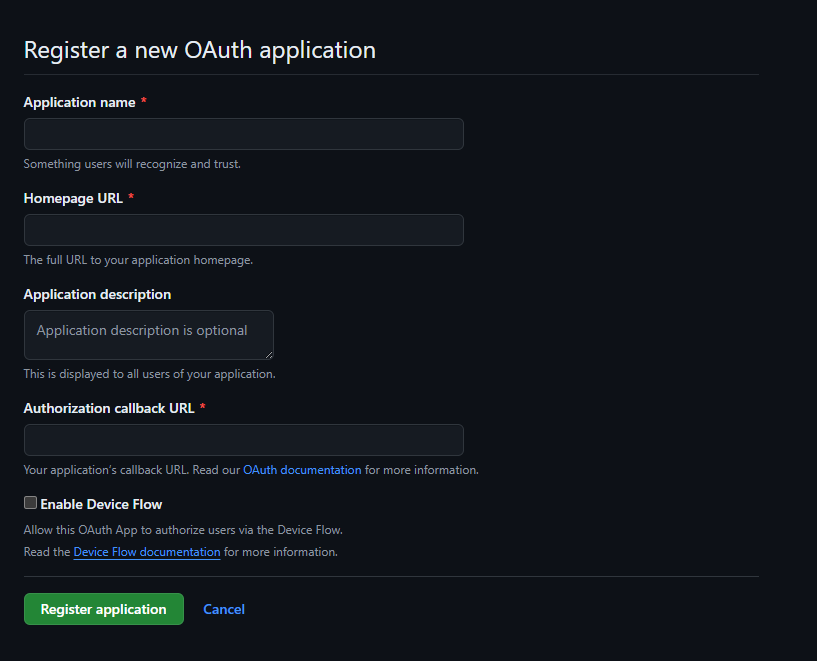 Register a new OAuth application
Application name *
Something users will recognize and trust.
Homepage URL *
The full URL to your application homepage.
Application description
Application description is optional
This is displayed to all users of your application.
Authorization callback URL *
Your application's callback URL. Read our OAuth documentation for more information.
Enable Device Flow
Allow this OAuth App to authorize users via the Device Flow.
Read the Device Flow documentation for more information.
Register application Cancel